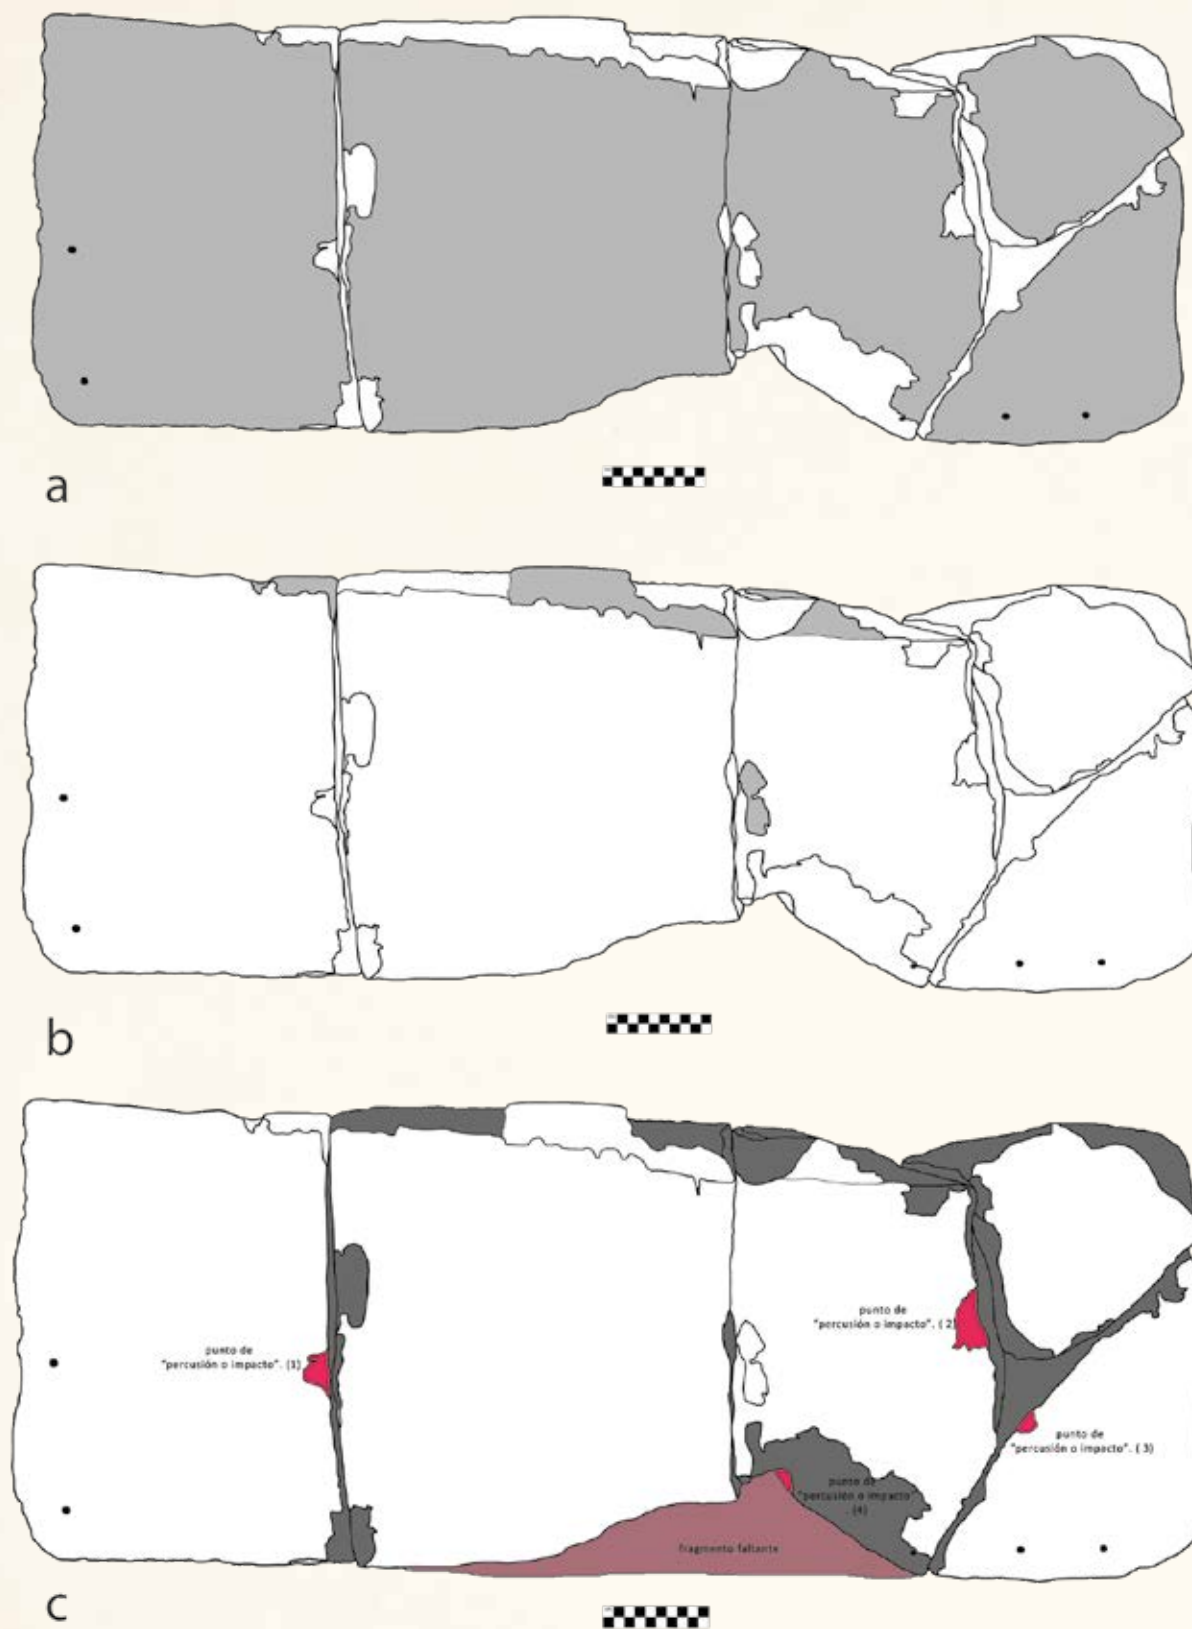 a
b
punto de
"percusión o impacto". ( 2)
punto de
"percusión o impacto". (1)
punto de
"percusión o impacto". ( 3)
punto de
"percusión o impacto"
. (4)
fragmento faltante
c